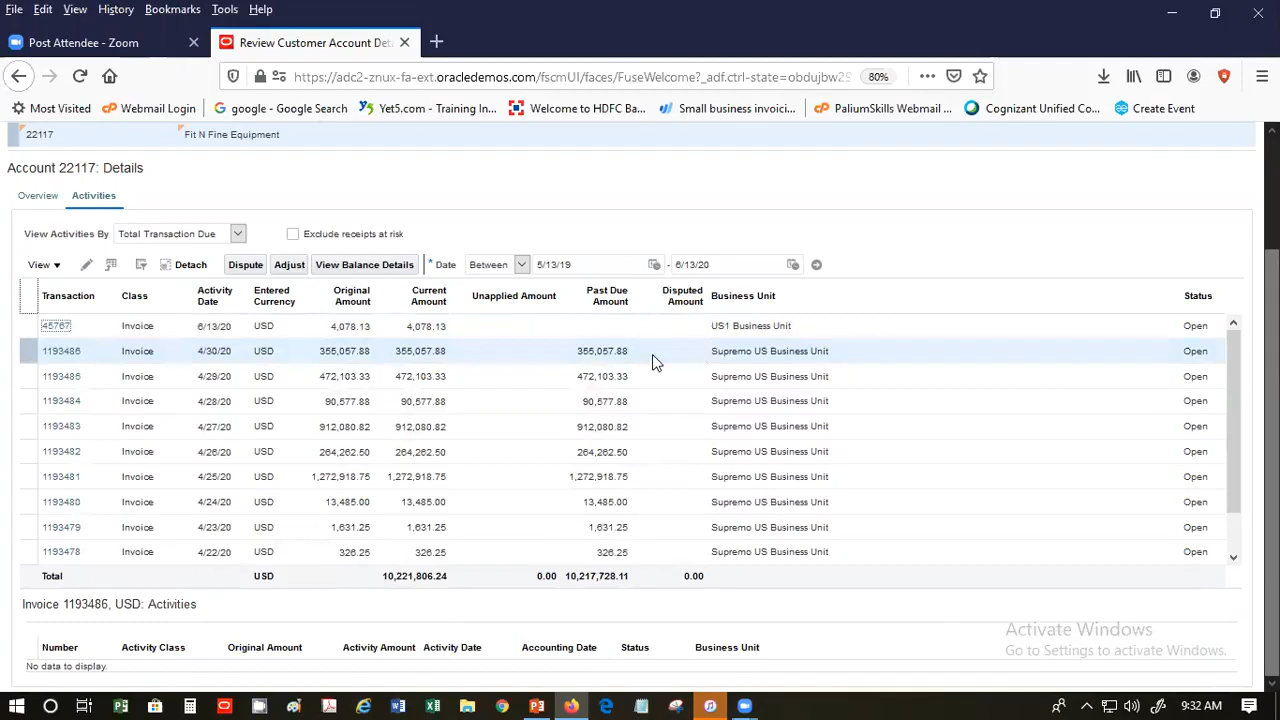 File Edit View History Bookmarks Tools Help
Post Attendee - Zoom Review Customer Account Det
https://adc2-znux-fa-ext.oracledemos.com/fscmUI/faces/FuseWelcome?_adf.ctrl-state=obdujbw29 80%
Most Visited Webmail Login google - Google Search Yet5.com - Training In... Welcome to HDFC Ba... Small business invoici... PaliumSkills Webmail ... Cognizant Unified Co... Create Event
22117 Fit N Fine Equipment
Account 22117: Details
Overview Activities
View Activities By Total Transaction Due Exclude receipts at risk
View Detach Dispute Adjust View Balance Details * Date Between 5/13/19 - 6/13/20
Transaction Class Activity Date Entered Currency Original Amount Current Amount Unapplied Amount Past Due Amount Disputed Amount Business Unit Status
45767 Invoice 6/13/20 USD 4,078.13 4,078.13 US1 Business Unit Open
1193486 Invoice 4/30/20 USD 355,057.88 355,057.88 355,057.88 Supremo US Business Unit Open
1193485 Invoice 4/29/20 USD 472,103.33 472,103.33 472,103.33 Supremo US Business Unit Open
1193484 Invoice 4/28/20 USD 90,577.88 90,577.88 90,577.88 Supremo US Business Unit Open
1193483 Invoice 4/27/20 USD 912,080.82 912,080.82 912,080.82 Supremo US Business Unit Open
1193482 Invoice 4/26/20 USD 264,262.50 264,262.50 264,262.50 Supremo US Business Unit Open
1193481 Invoice 4/25/20 USD 1,272,918.75 1,272,918.75 1,272,918.75 Supremo US Business Unit Open
1193480 Invoice 4/24/20 USD 13,485.00 13,485.00 13,485.00 Supremo US Business Unit Open
1193479 Invoice 4/23/20 USD 1,631.25 1,631.25 1,631.25 Supremo US Business Unit Open
1193478 Invoice 4/22/20 USD 326.25 326.25 326.25 Supremo US Business Unit Open
Total USD 10,221,806.24 0.00 10,217,728.11 0.00
Invoice 1193486, USD: Activities
Number Activity Class Original Amount Activity Amount Activity Date Accounting Date Status Business Unit
No data to display.
Activate Windows
Go to Settings to activate Windows.
9:32 AM